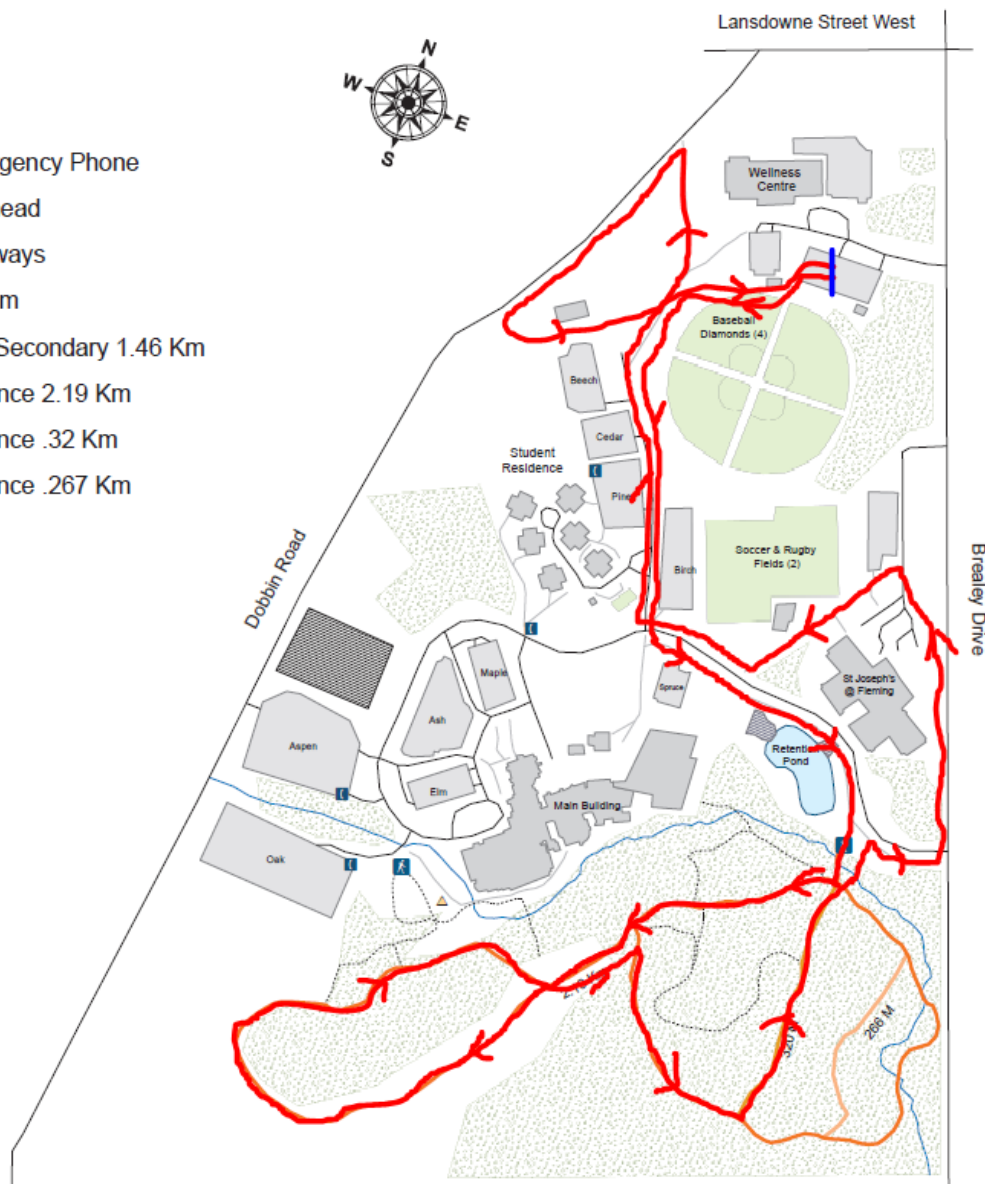 Lansdowne Street West
N
W
E
S
gency Phone
ead
ways
m
Secondary 1.46 Km
nce 2.19 Km
nce .32 Km
nce .267 Km
Wellness
Centre
Baseball
Diamonds (4)
Beech
Cedar
Student
Residence
Pine
Birch
Soccer & Rugby
Fields (2)
Dobbin Road
Brealey Drive
Maple
Spruce
St Joseph's
@ Fleming
Ash
Aspen
Retention
Pond
Elm
Main Building
Oak
266 M